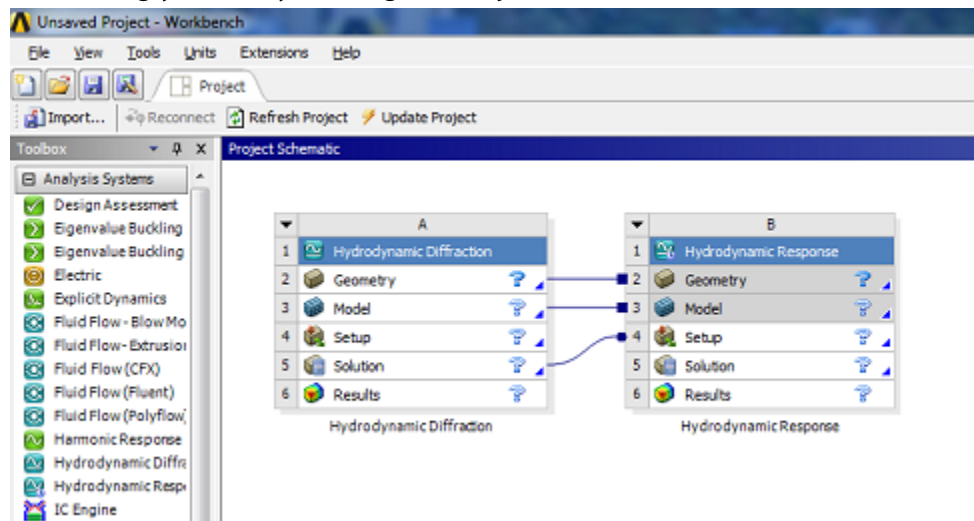 Unsaved Project - Workbench
File View Tools Units Extensions Help
Project
Import... Reconnect Refresh Project Update Project
Toolbox
Project Schematic
Analysis Systems
Design Assessment
Eigenvalue Buckling
Eigenvalue Buckling
Electric
Explicit Dynamics
Fluid Flow - Blow Mo
Fluid Flow - Extrusio
Fluid Flow (CFX)
Fluid Flow (Fluent)
Fluid Flow (Polyflow)
Harmonic Response
Hydrodynamic Diffra
Hydrodynamic Respo
IC Engine
A
1 Hydrodynamic Diffraction
2 Geometry
3 Model
4 Setup
5 Solution
6 Results
Hydrodynamic Diffraction
B
1 Hydrodynamic Response
2 Geometry
3 Model
4 Setup
5 Solution
6 Results
Hydrodynamic Response